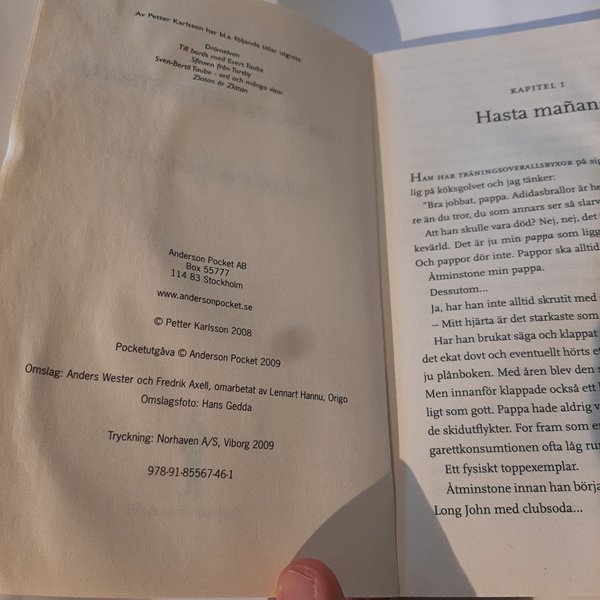 Av Petter Karlsson har bl.a. följande titlar utgivits:
Drömelvan
Till bords med Evert Taube
Sfinxen från Torsby
Sven-Bertil Taube – ord och många visor
Zlatan är Zlatan
Anderson Pocket AB
Box 55777
114 83 Stockholm
www.andersonpocket.se
© Petter Karlsson 2008
Pocketutgåva © Anderson Pocket 2009
Omslag: Anders Wester och Fredrik Axell, omarbetat av Lennart Hannu, Origo
Omslagsfoto: Hans Gedda
Tryckning: Norhaven A/S, Viborg 2009
978-91-85567-46-1
KAPITEL I
Hasta mañan
HAN HAR TRÄNINGSOVERALLSBYXOR på sig
lig på köksgolvet och jag tänker:
"Bra jobbat, pappa. Adidasbrallor är he
re än du tror, du som annars ser så slarv
Att han skulle vara död? Nej, nej, det
kevärld. Det är ju min pappa som ligg
Och pappor dör inte. Pappor ska alltid
Åtminstone min pappa.
Dessutom...
Ja, har han inte alltid skrutit med
– Mitt hjärta är det starkaste som
Har han brukat säga och klappat
det ekat dovt och eventuellt hörts et
ju plånboken. Med åren blev den s
Men innanför klappade också ett
ligt som gott. Pappa hade aldrig v
de skidutflykter. For fram som e
garettkonsumtionen ofta låg ru
Ett fysiskt toppexemplar.
Åtminstone innan han börja
Long John med clubsoda...